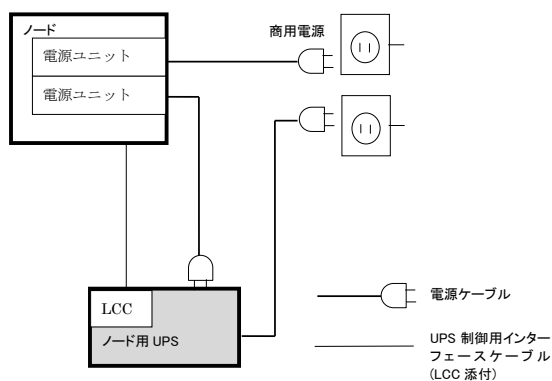 ノード
電源ユニット
電源ユニット
商用電源
LCC
ノード用 UPS
電源ケーブル
UPS 制御用インター
フェースケーブル
(LCC 添付)